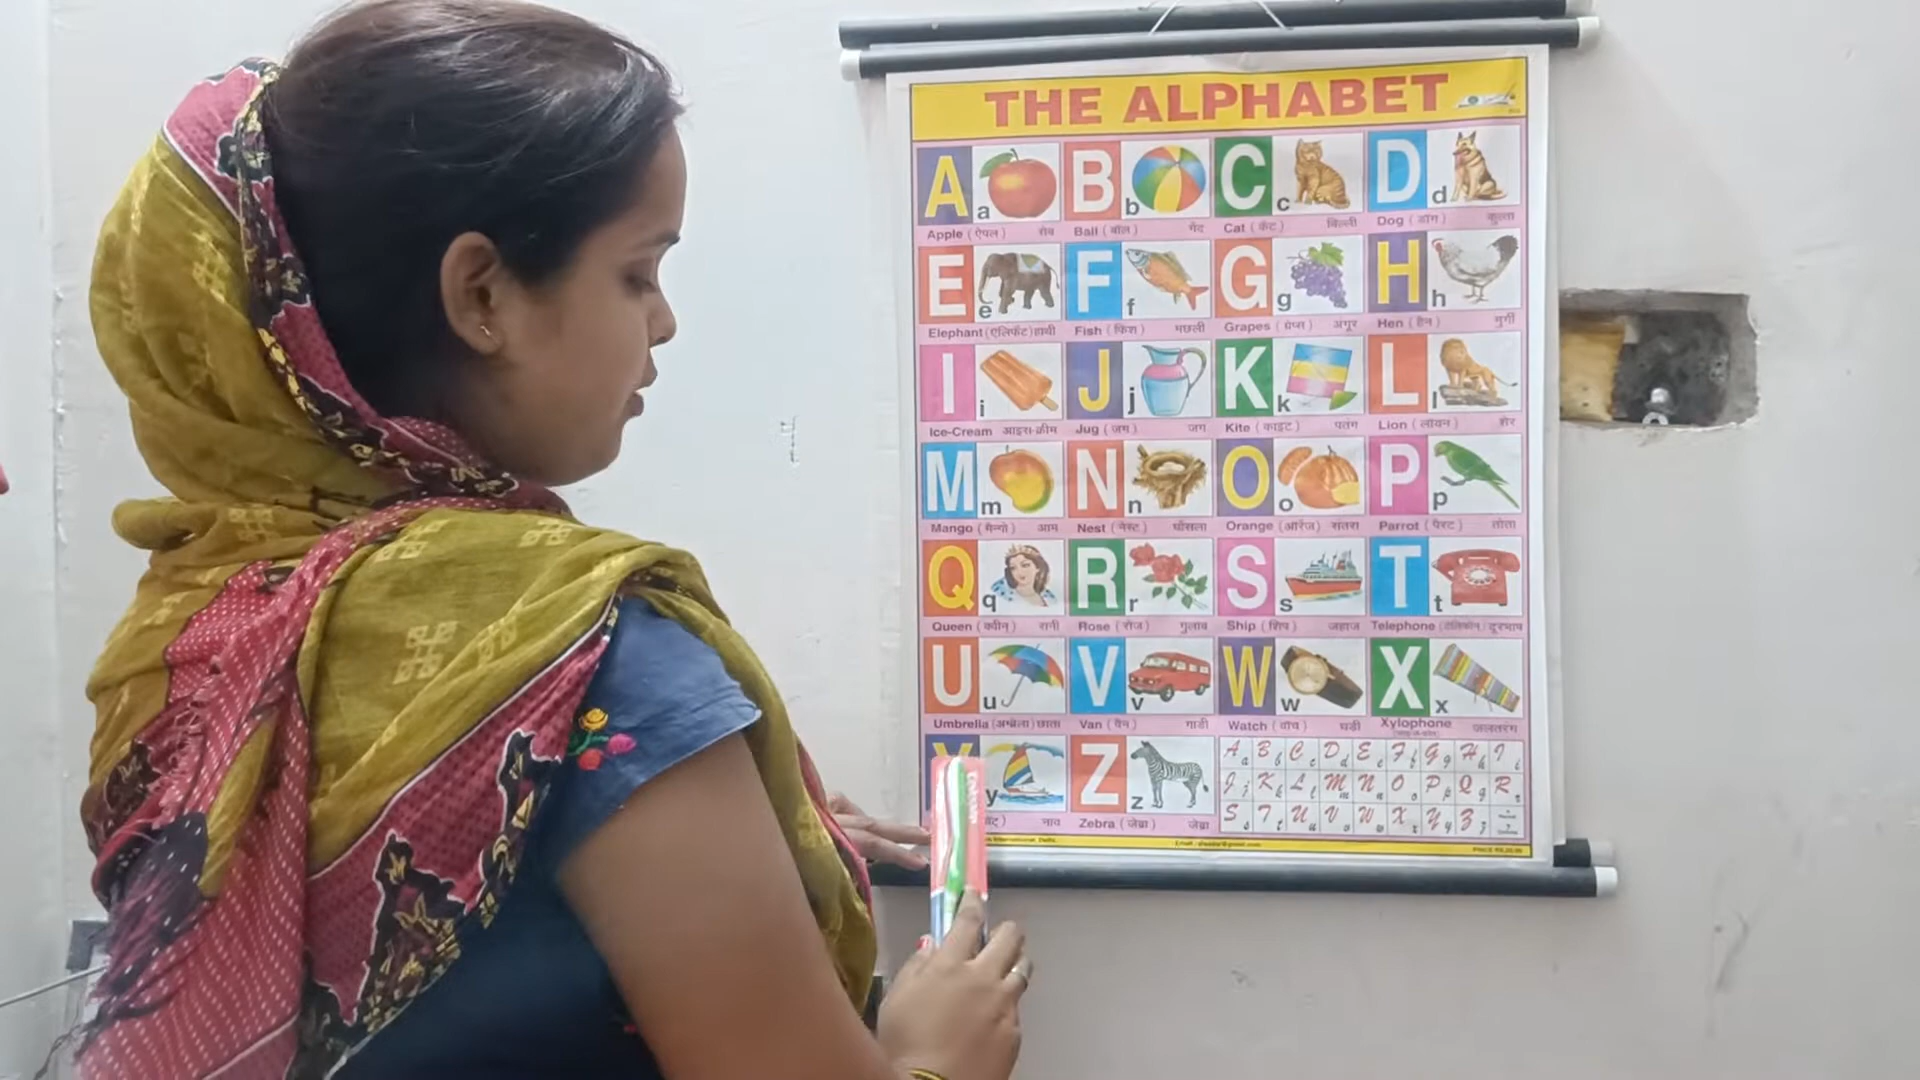 THE ALPHABET
A a B b C c D d
Apple (ऐपल) सेब Ball (बॉल) गेंद Cat (कैट) बिल्ली Dog (डॉग) कुत्ता
E e F f G g H h
Elephant (एलिफेंट) हाथी Fish (फिश) मछली Grapes (ग्रेप्स) अंगूर Hen (हैन) मुर्गी
I i J j K k L l
Ice-Cream आइस-क्रीम Jug (जग) जग Kite (काइट) पतंग Lion (लॉयन) शेर
M m N n O o P p
Mango (मैन्गो) आम Nest (नेस्ट) घोंसला Orange (ऑरेंज) संतरा Parrot (पैरट) तोता
Q q R r S s T t
Queen (क्वीन) रानी Rose (रोज) गुलाब Ship (शिप) जहाज Telephone (टेलिफोन) दूरभाष
U u V v W w X x
Umbrella (अम्ब्रेला) छाता Van (वैन) गाडी Watch (वॉच) घडी Xylophone जलतरंग
Y y Z z
नाव Zebra (जेब्रा) जेब्रा
A a B b C c D d E e F f G g H h I i
J j K k L l M m N n O o P p Q q R r
S s T t U u V v W w X x Y y Z z
International, Delhi.